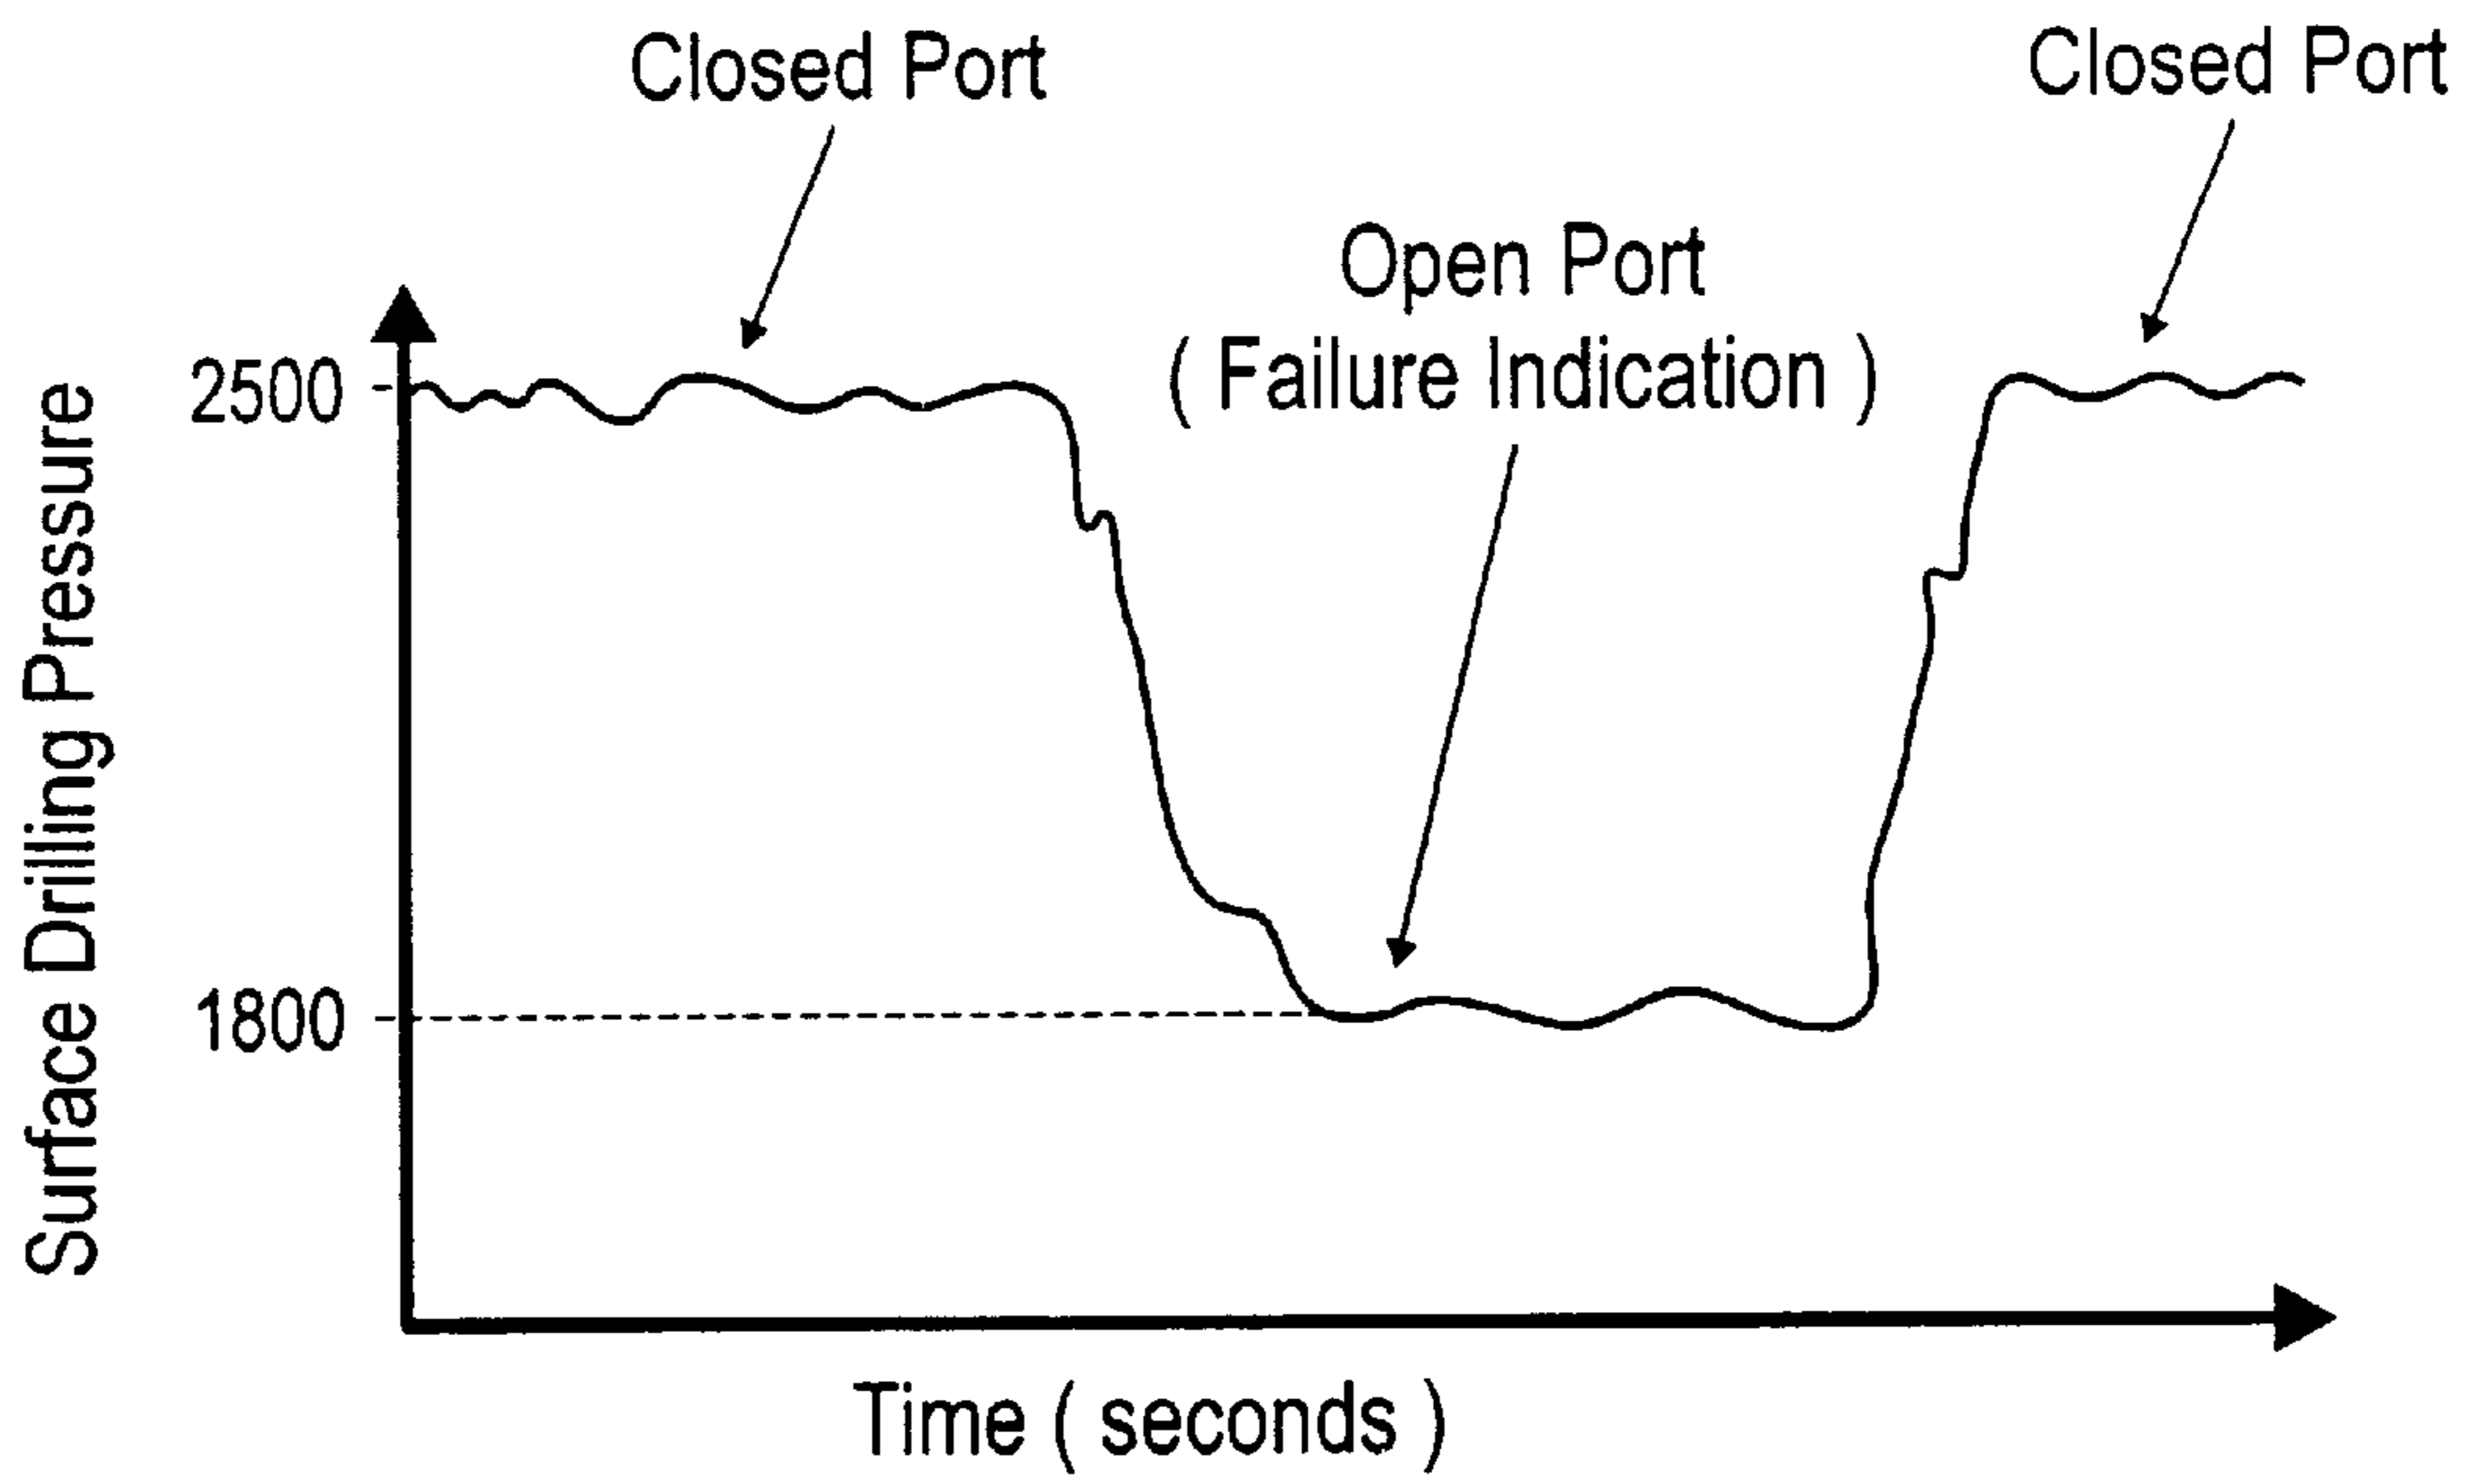 Closed Port
Closed Port
Open Port
( Failure Indication )
2500
1800
Surface Drilling Pressure
Time ( seconds )